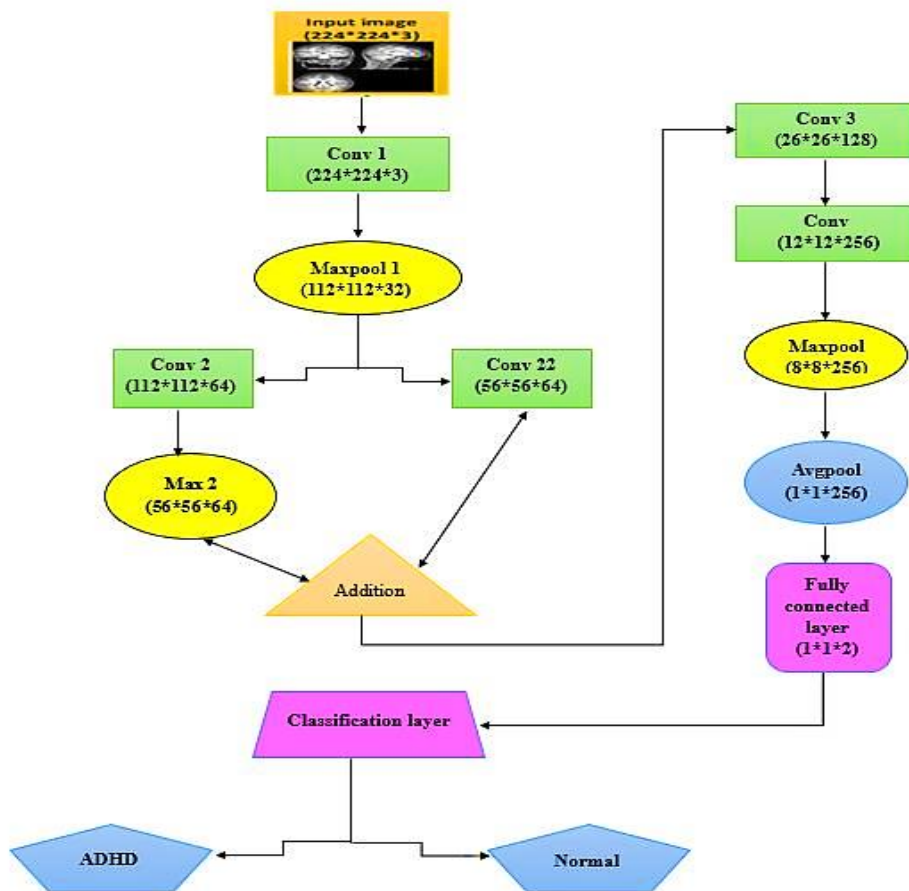 Input image
(224*224*3)
Conv 1
(224*224*3)
Maxpool 1
(112*112*32)
Conv 2
(112*112*64)
Conv 22
(56*56*64)
Max 2
(56*56*64)
Addition
Conv 3
(26*26*128)
Conv
(12*12*256)
Maxpool
(8*8*256)
Avgpool
(1*1*256)
Fully
connected
layer
(1*1*2)
Classification layer
ADHD
Normal